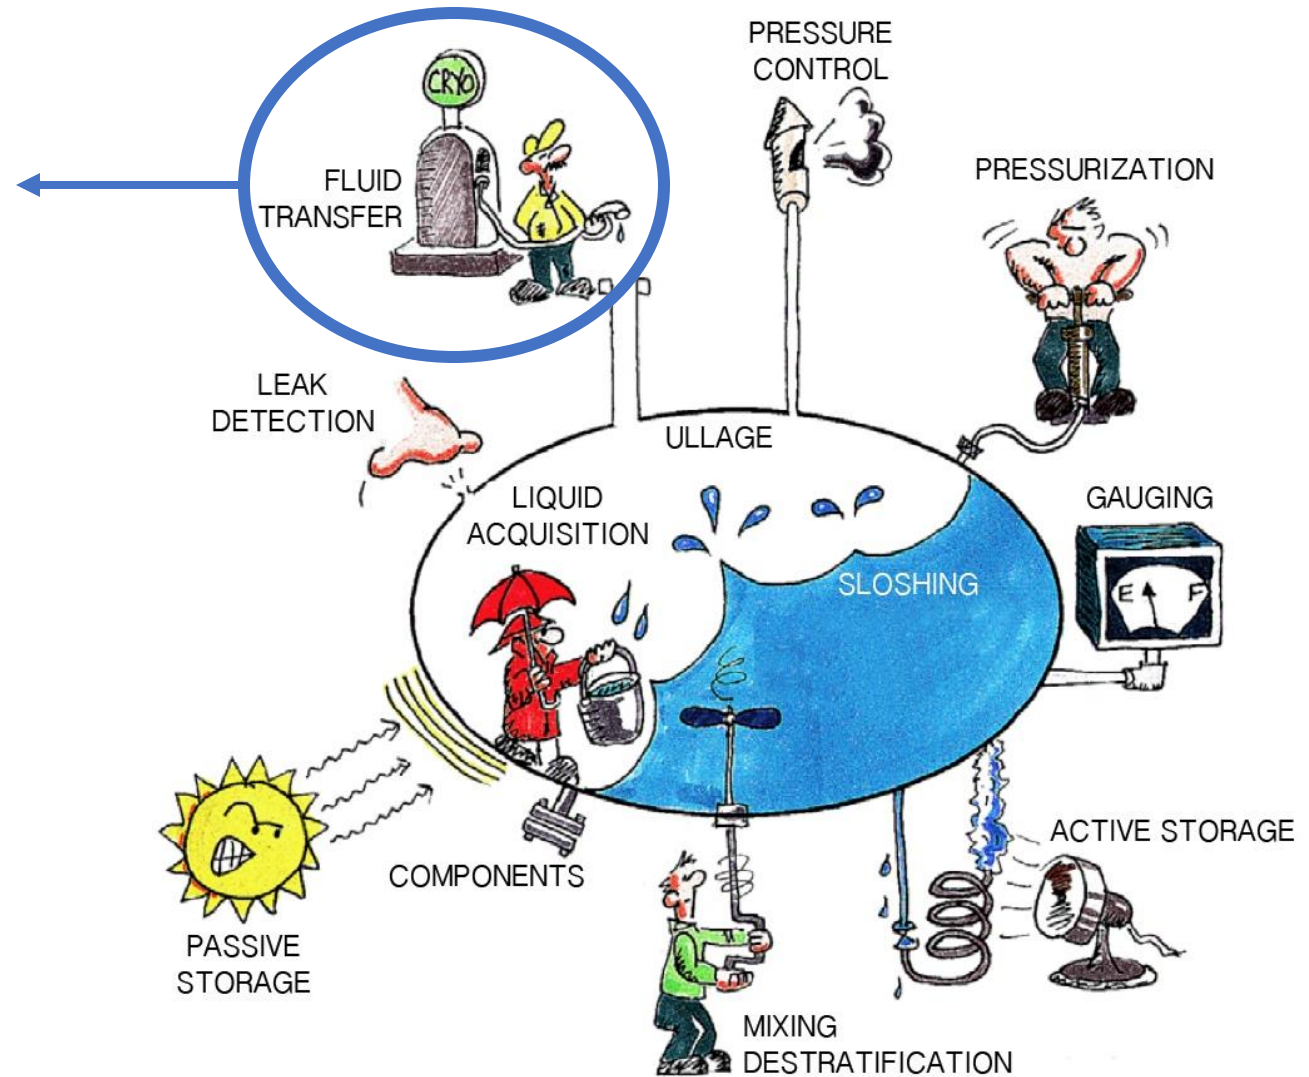 PRESSURE
CONTROL
CRYO
FLUID
TRANSFER
PRESSURIZATION
LEAK
DETECTION
ULLAGE
LIQUID
ACQUISITION
GAUGING
SLOSHING
E F
ACTIVE STORAGE
COMPONENTS
PASSIVE
STORAGE
MIXING
DESTRATIFICATION